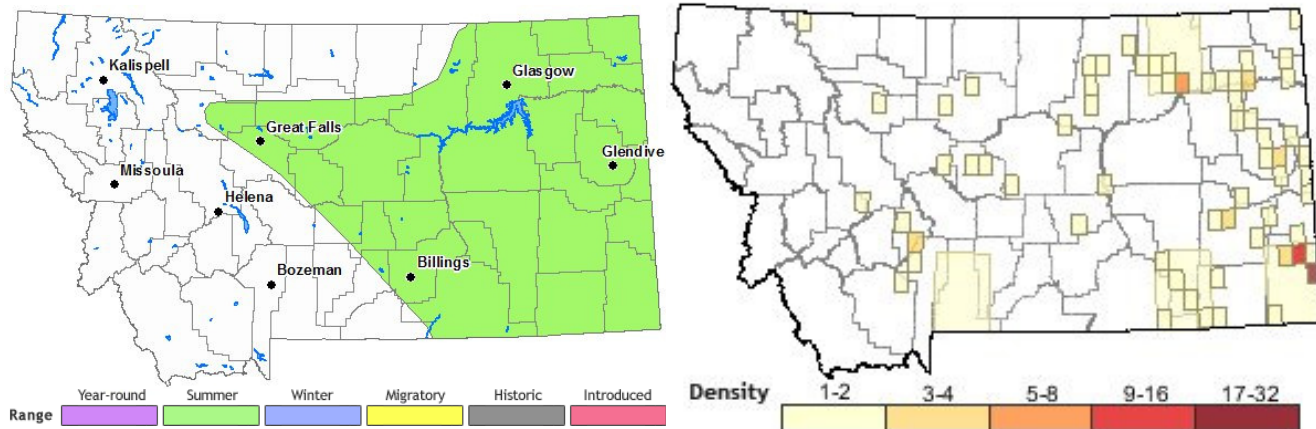 Kalispell
Glasgow
Great Falls
Glendive
Missoula
Helena
Billings
Bozeman
Range Year-round Summer Winter Migratory Historic Introduced
Density 1-2 3-4 5-8 9-16 17-32